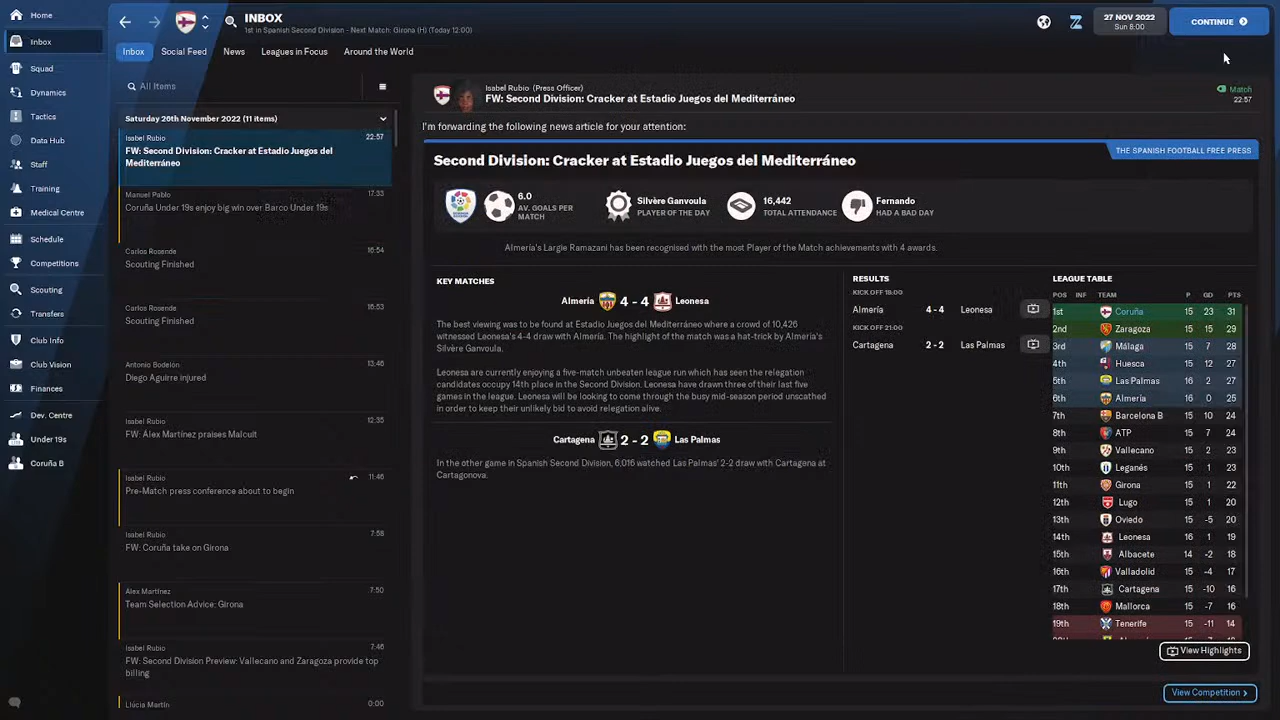 Home
Inbox
Squad
Dynamics
Tactics
Data Hub
Staff
Training
Medical Centre
Schedule
Competitions
Scouting
Transfers
Club Info
Club Vision
Finances
Dev. Centre
Under 19s
Coruña B
INBOX
1st in Spanish Second Division - Next Match: Girona (H) (Today 12:00)
27 NOV 2022
Sun 8:00
CONTINUE
Inbox Social Feed News Leagues in Focus Around the World
All Items
Saturday 26th November 2022 (11 items)
Isabel Rubio 22:57
FW: Second Division: Cracker at Estadio Juegos del
Mediterráneo
Manuel Pablo 17:33
Coruña Under 19s enjoy big win over Barco Under 19s
Carlos Rosende 16:54
Scouting Finished
Carlos Rosende 16:53
Scouting Finished
Antonio Bodelón 13:46
Diego Aguirre injured
Isabel Rubio 12:35
FW: Álex Martínez praises Malcuit
Isabel Rubio 11:46
Pre-Match press conference about to begin
Isabel Rubio 7:58
FW: Coruña take on Girona
Álex Martínez 7:50
Team Selection Advice: Girona
Isabel Rubio 7:46
FW: Second Division Preview: Vallecano and Zaragoza provide top
billing
Llúcia Martín 0:00
Isabel Rubio (Press Officer)
FW: Second Division: Cracker at Estadio Juegos del Mediterráneo
Match
22:57
I'm forwarding the following news article for your attention:
THE SPANISH FOOTBALL FREE PRESS
Second Division: Cracker at Estadio Juegos del Mediterráneo
6.0
AV. GOALS PER
MATCH
Silvère Ganvoula
PLAYER OF THE DAY
16,442
TOTAL ATTENDANCE
Fernando
HAD A BAD DAY
Almería's Largie Ramazani has been recognised with the most Player of the Match achievements with 4 awards.
KEY MATCHES
Almería 4 - 4 Leonesa
The best viewing was to be found at Estadio Juegos del Mediterráneo where a crowd of 10,426
witnessed Leonesa's 4-4 draw with Almería. The highlight of the match was a hat-trick by Almería's
Silvère Ganvoula.
Leonesa are currently enjoying a five-match unbeaten league run which has seen the relegation
candidates occupy 14th place in the Second Division. Leonesa have drawn three of their last five
games in the league. Leonesa will be looking to come through the busy mid-season period unscathed
in order to keep their unlikely bid to avoid relegation alive.
Cartagena 2 - 2 Las Palmas
In the other game in Spanish Second Division, 6,016 watched Las Palmas' 2-2 draw with Cartagena at
Cartagonova.
RESULTS
KICK OFF 18:00
Almería 4 - 4 Leonesa
KICK OFF 21:00
Cartagena 2 - 2 Las Palmas
LEAGUE TABLE
POS INF TEAM P GD PTS
1st Coruña 15 23 31
2nd Zaragoza 15 15 29
3rd Málaga 15 7 28
4th Huesca 15 12 27
5th Las Palmas 16 2 27
6th Almería 16 0 25
7th Barcelona B 15 10 24
8th ATP 15 7 24
9th Vallecano 15 2 23
10th Leganés 15 1 23
11th Girona 15 1 22
12th Lugo 15 1 20
13th Oviedo 15 -5 20
14th Leonesa 16 1 19
15th Albacete 14 -2 18
16th Valladolid 15 -4 17
17th Cartagena 15 -10 16
18th Mallorca 15 -7 16
19th Tenerife 15 -11 14
View Highlights
View Competition